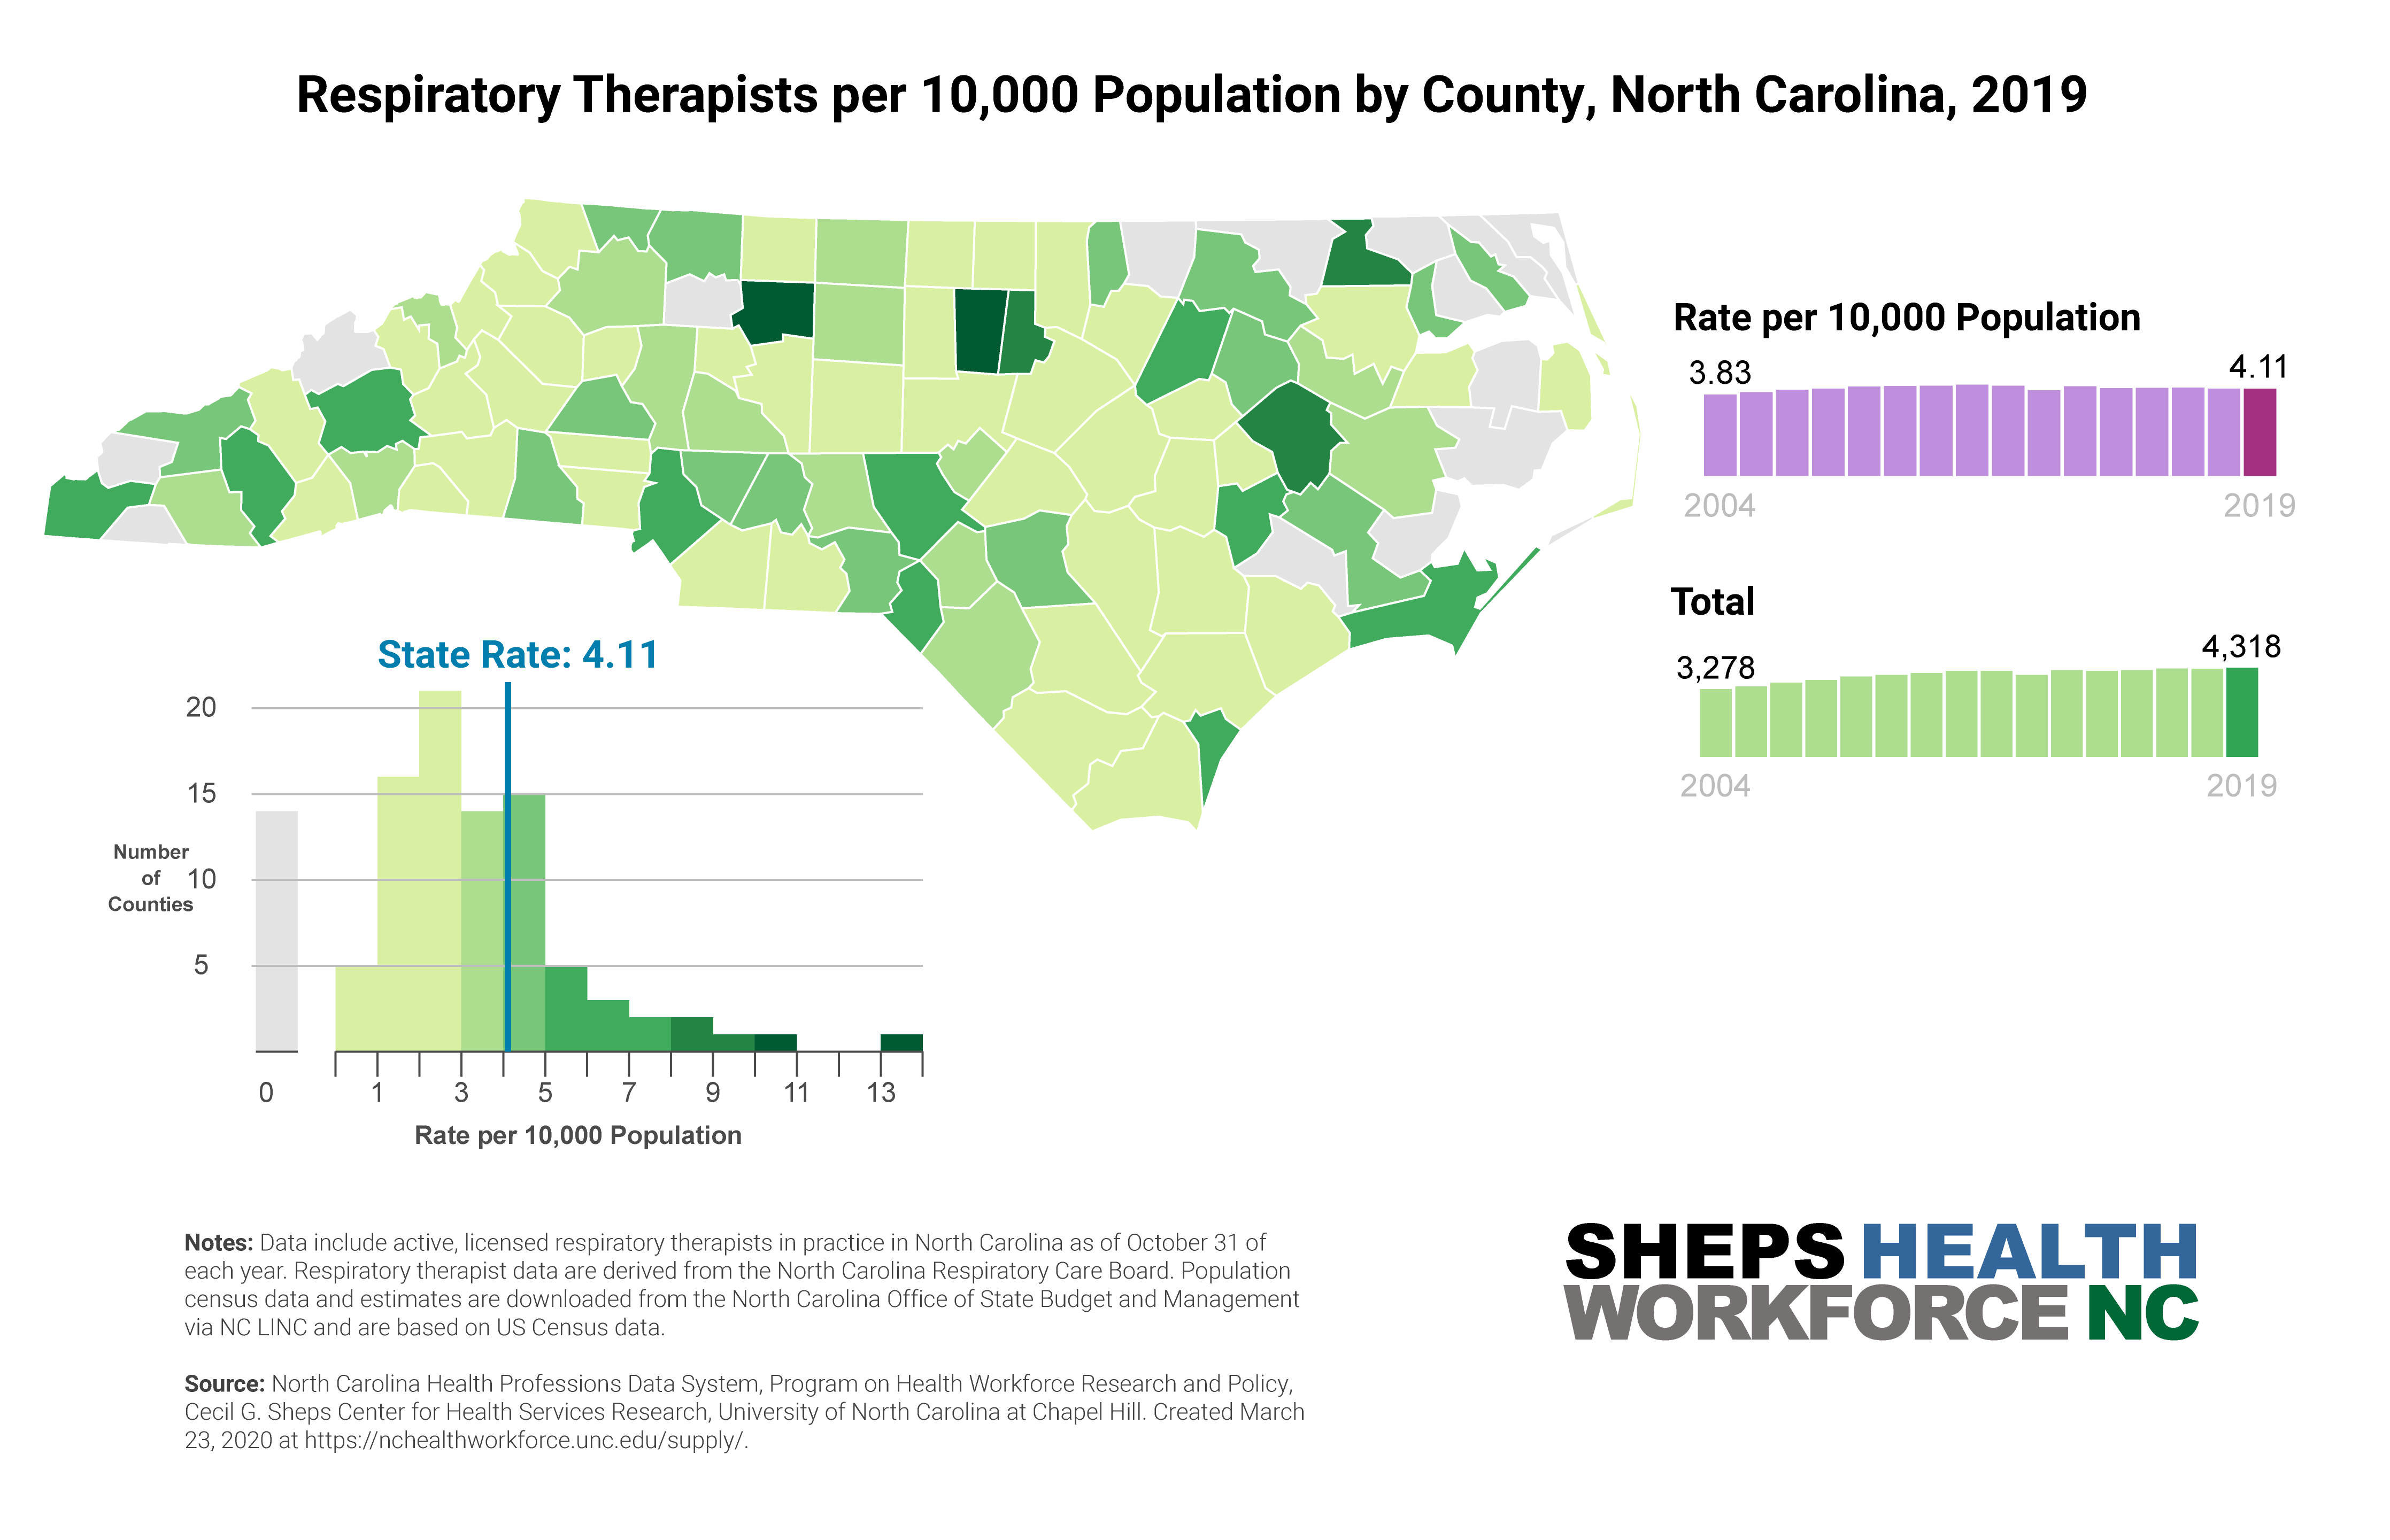 Respiratory Therapists per 10,000 Population by County, North Carolina, 2019
Rate per 10,000 Population
3.83
4.11
2004
2019
Total
3,278
4,318
2004
2019
State Rate: 4.11
20
15
10
5
Number
of
Counties
0 1 3 5 7 9 11 13
Rate per 10,000 Population
Notes: Data include active, licensed respiratory therapists in practice in North Carolina as of October 31 of
each year. Respiratory therapist data are derived from the North Carolina Respiratory Care Board. Population
census data and estimates are downloaded from the North Carolina Office of State Budget and Management
via NC LINC and are based on US Census data.
Source: North Carolina Health Professions Data System, Program on Health Workforce Research and Policy,
Cecil G. Sheps Center for Health Services Research, University of North Carolina at Chapel Hill. Created March
23, 2020 at https://nchealthworkforce.unc.edu/supply/.
SHEPS HEALTH
WORKFORCE NC